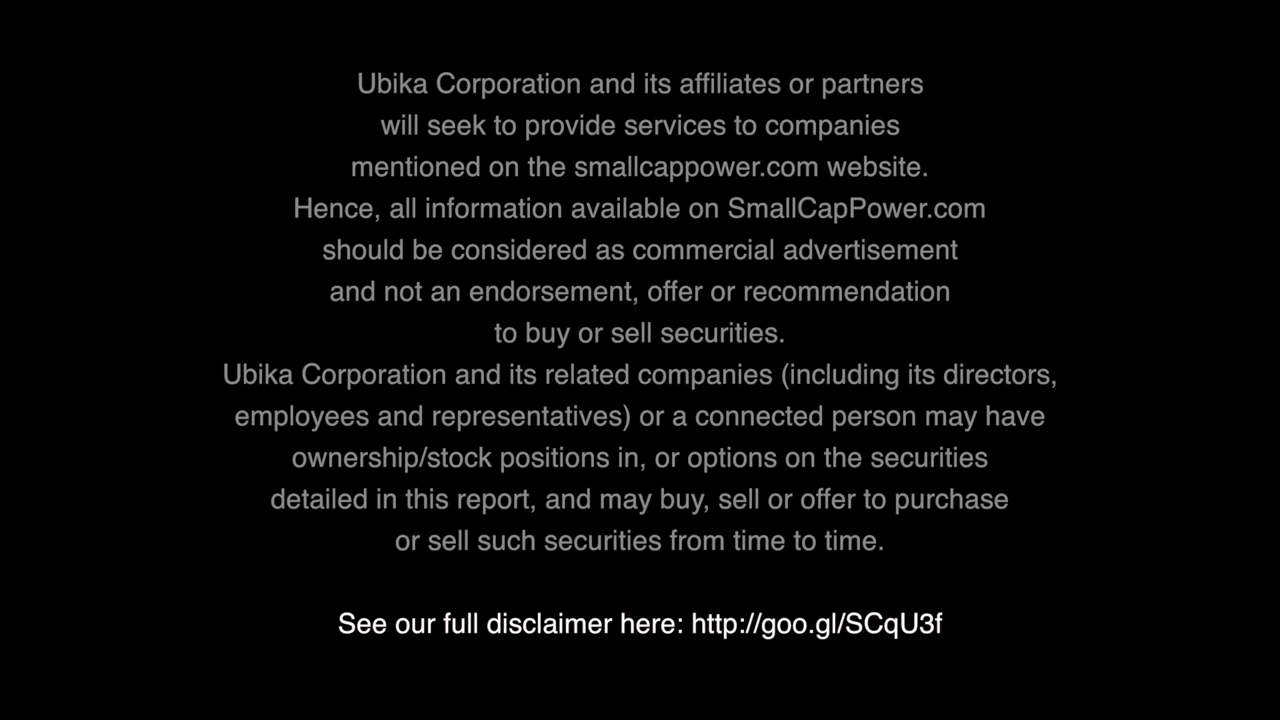 Ubika Corporation and its affiliates or partners
will seek to provide services to companies
mentioned on the smallcappower.com website.
Hence, all information available on SmallCapPower.com
should be considered as commercial advertisement
and not an endorsement, offer or recommendation
to buy or sell securities.
Ubika Corporation and its related companies (including its directors,
employees and representatives) or a connected person may have
ownership/stock positions in, or options on the securities
detailed in this report, and may buy, sell or offer to purchase
or sell such securities from time to time.
See our full disclaimer here: http://goo.gl/SCqU3f